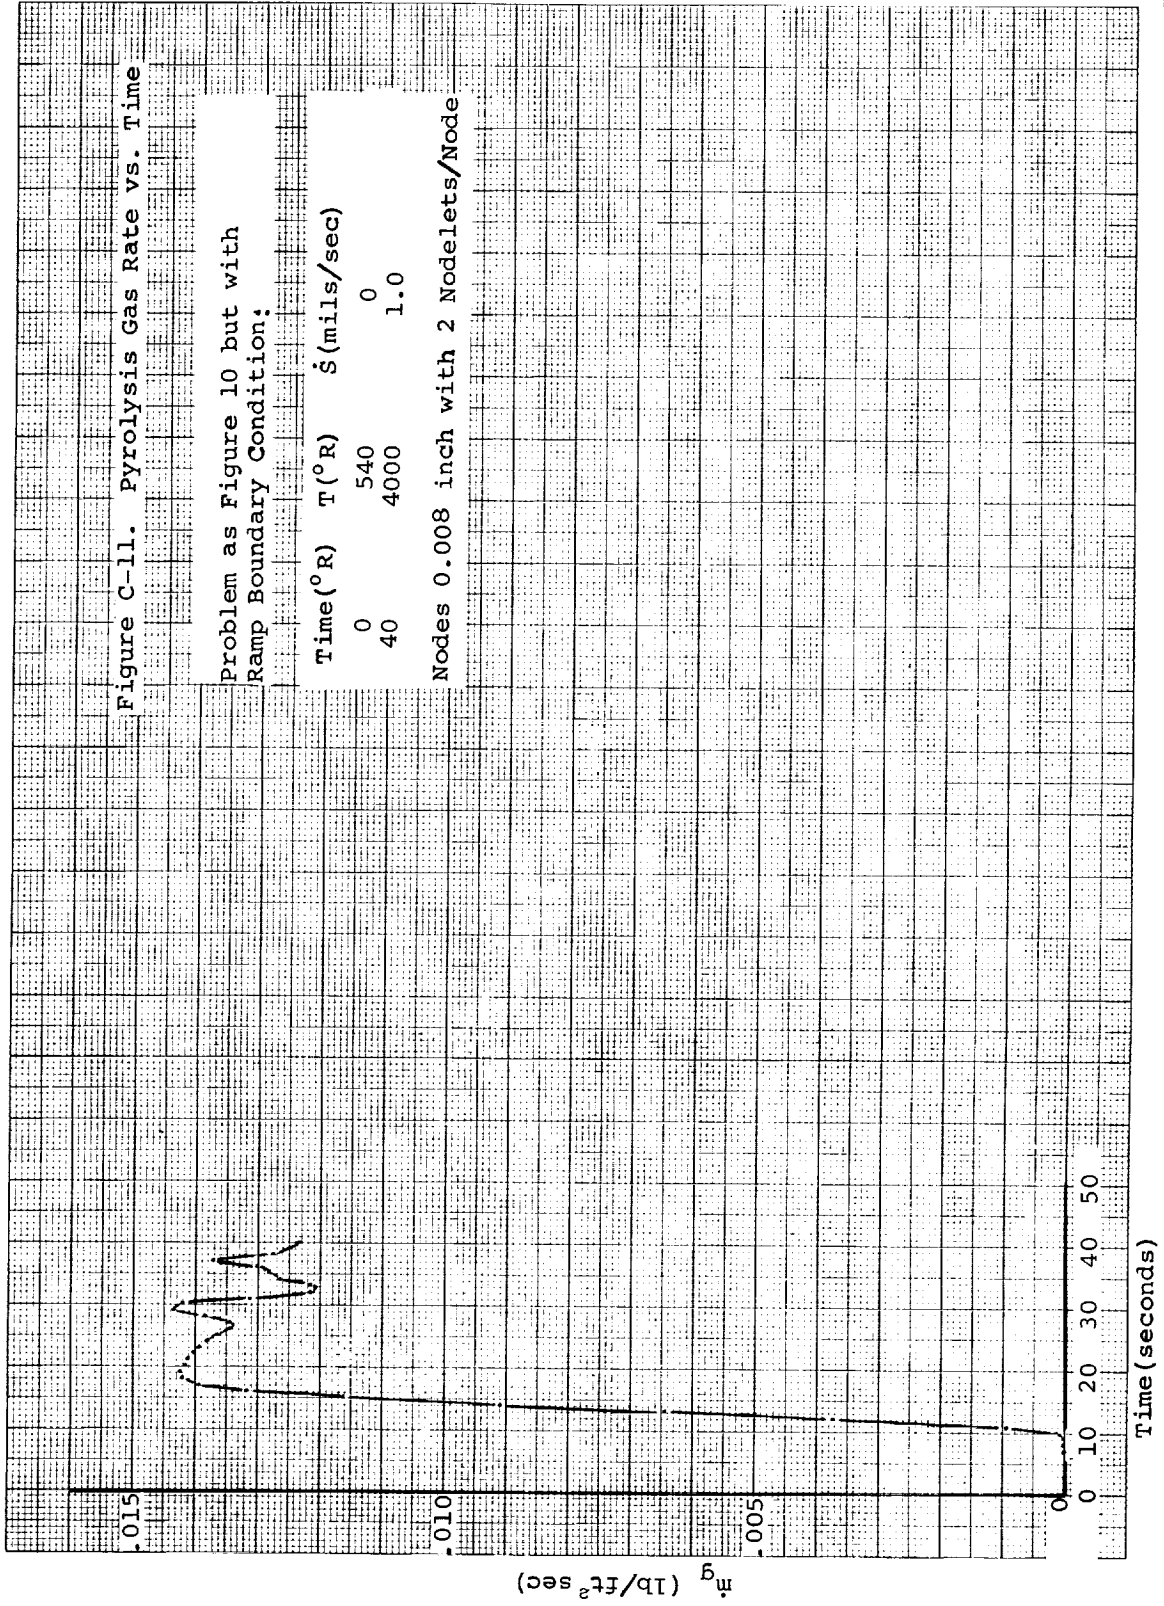 Figure C-11. Pyrolysis Gas Rate vs. Time
Problem as Figure 10 but with
Ramp Boundary Condition:
Time(°R) T(°R) Ṡ(mils/sec)
0 540 0
40 4000 1.0
Nodes 0.008 inch with 2 Nodelets/Node
ṁg (lb/ft²sec)
.015
.010
.005
0
0 10 20 30 40 50
Time(seconds)